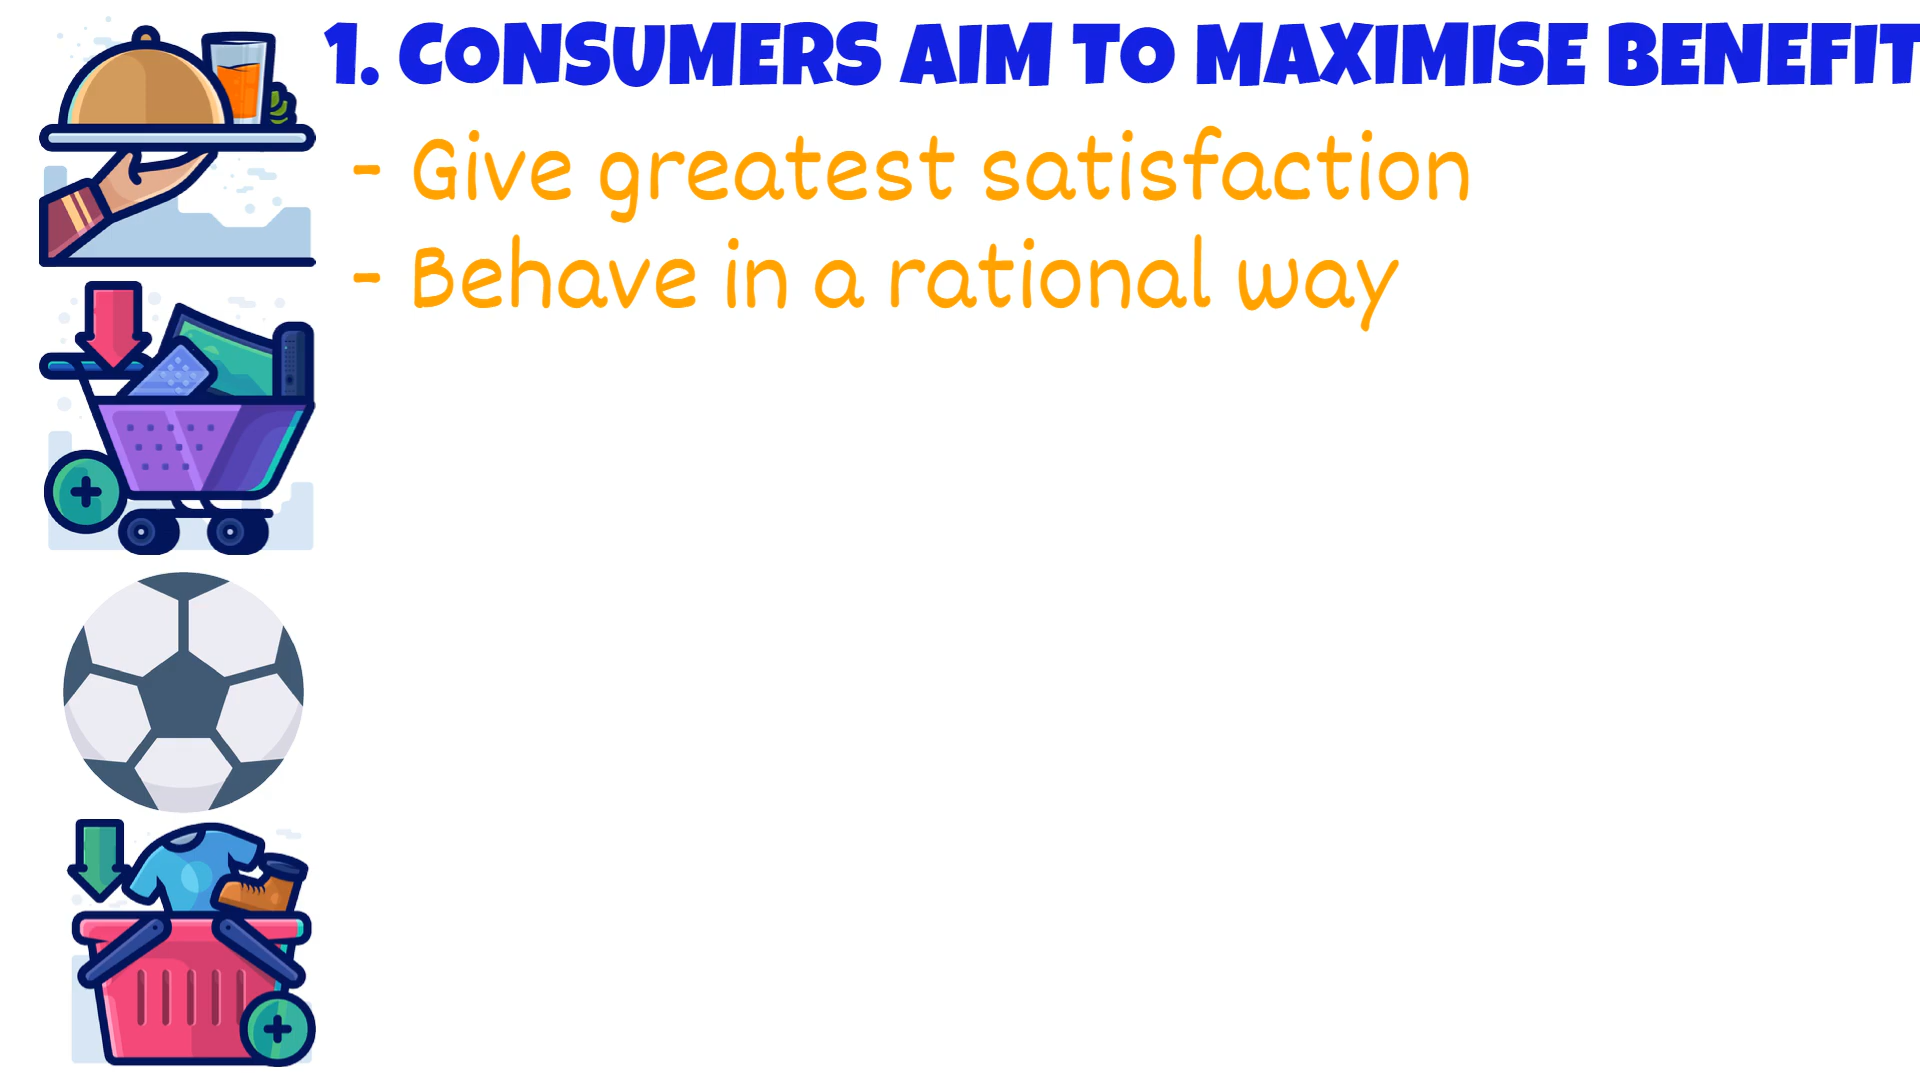 1. CONSUMERS AIM TO MAXIMISE BENEFIT
- Give greatest satisfaction
- Behave in a rational way